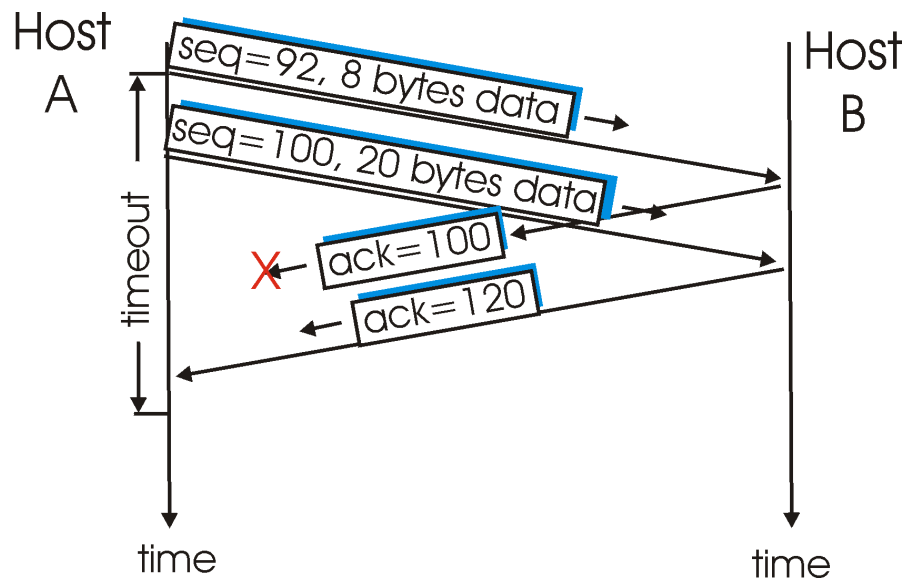 Host
A
Host
B
seq=92, 8 bytes data
seq=100, 20 bytes data
ack=100
X
ack=120
timeout
time
time